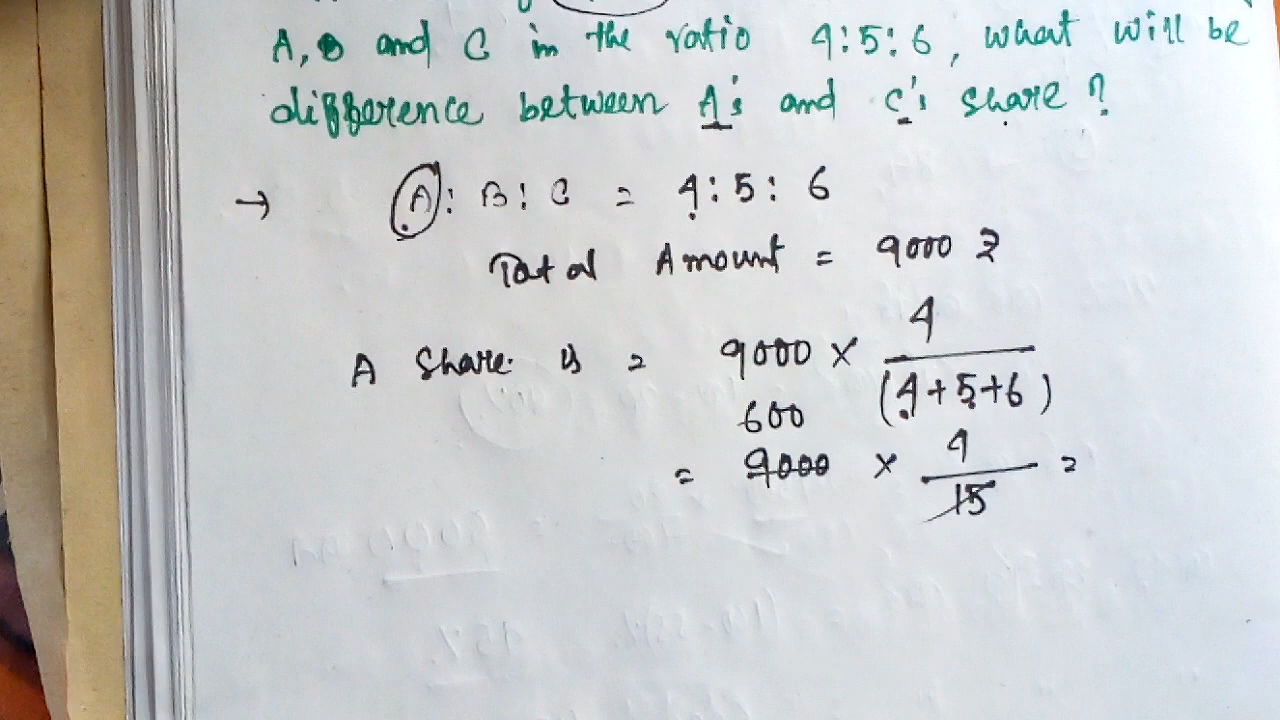 A, B and C in the ratio 4:5:6, what will be
difference between A's and C's share?
→ A : B : C = 4 : 5 : 6
Total Amount = 9000 ₹
A Share is = 9000 × 4 / (4+5+6)
600
= 9000 × 4 / 15 =